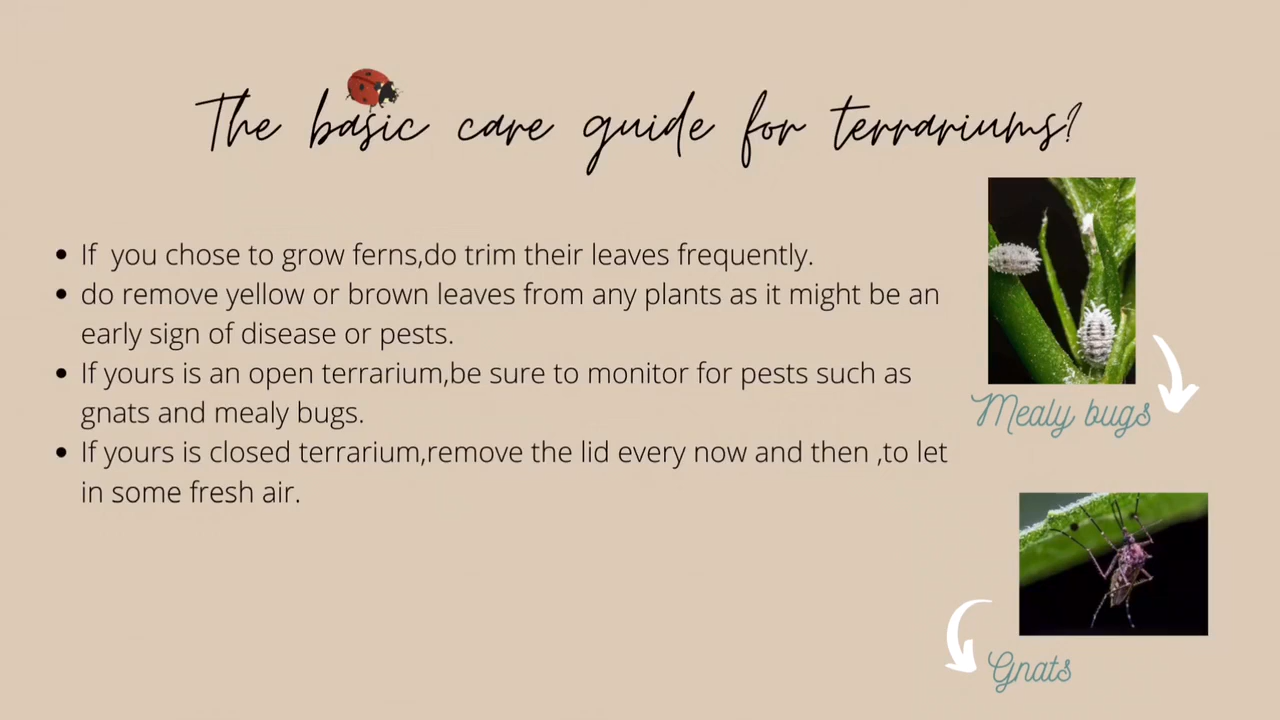 The basic care guide for terrariums?
• If  you chose to grow ferns,do trim their leaves frequently.
• do remove yellow or brown leaves from any plants as it might be an
early sign of disease or pests.
• If yours is an open terrarium,be sure to monitor for pests such as
gnats and mealy bugs.
• If yours is closed terrarium,remove the lid every now and then ,to let
in some fresh air.
Mealy bugs
Gnats